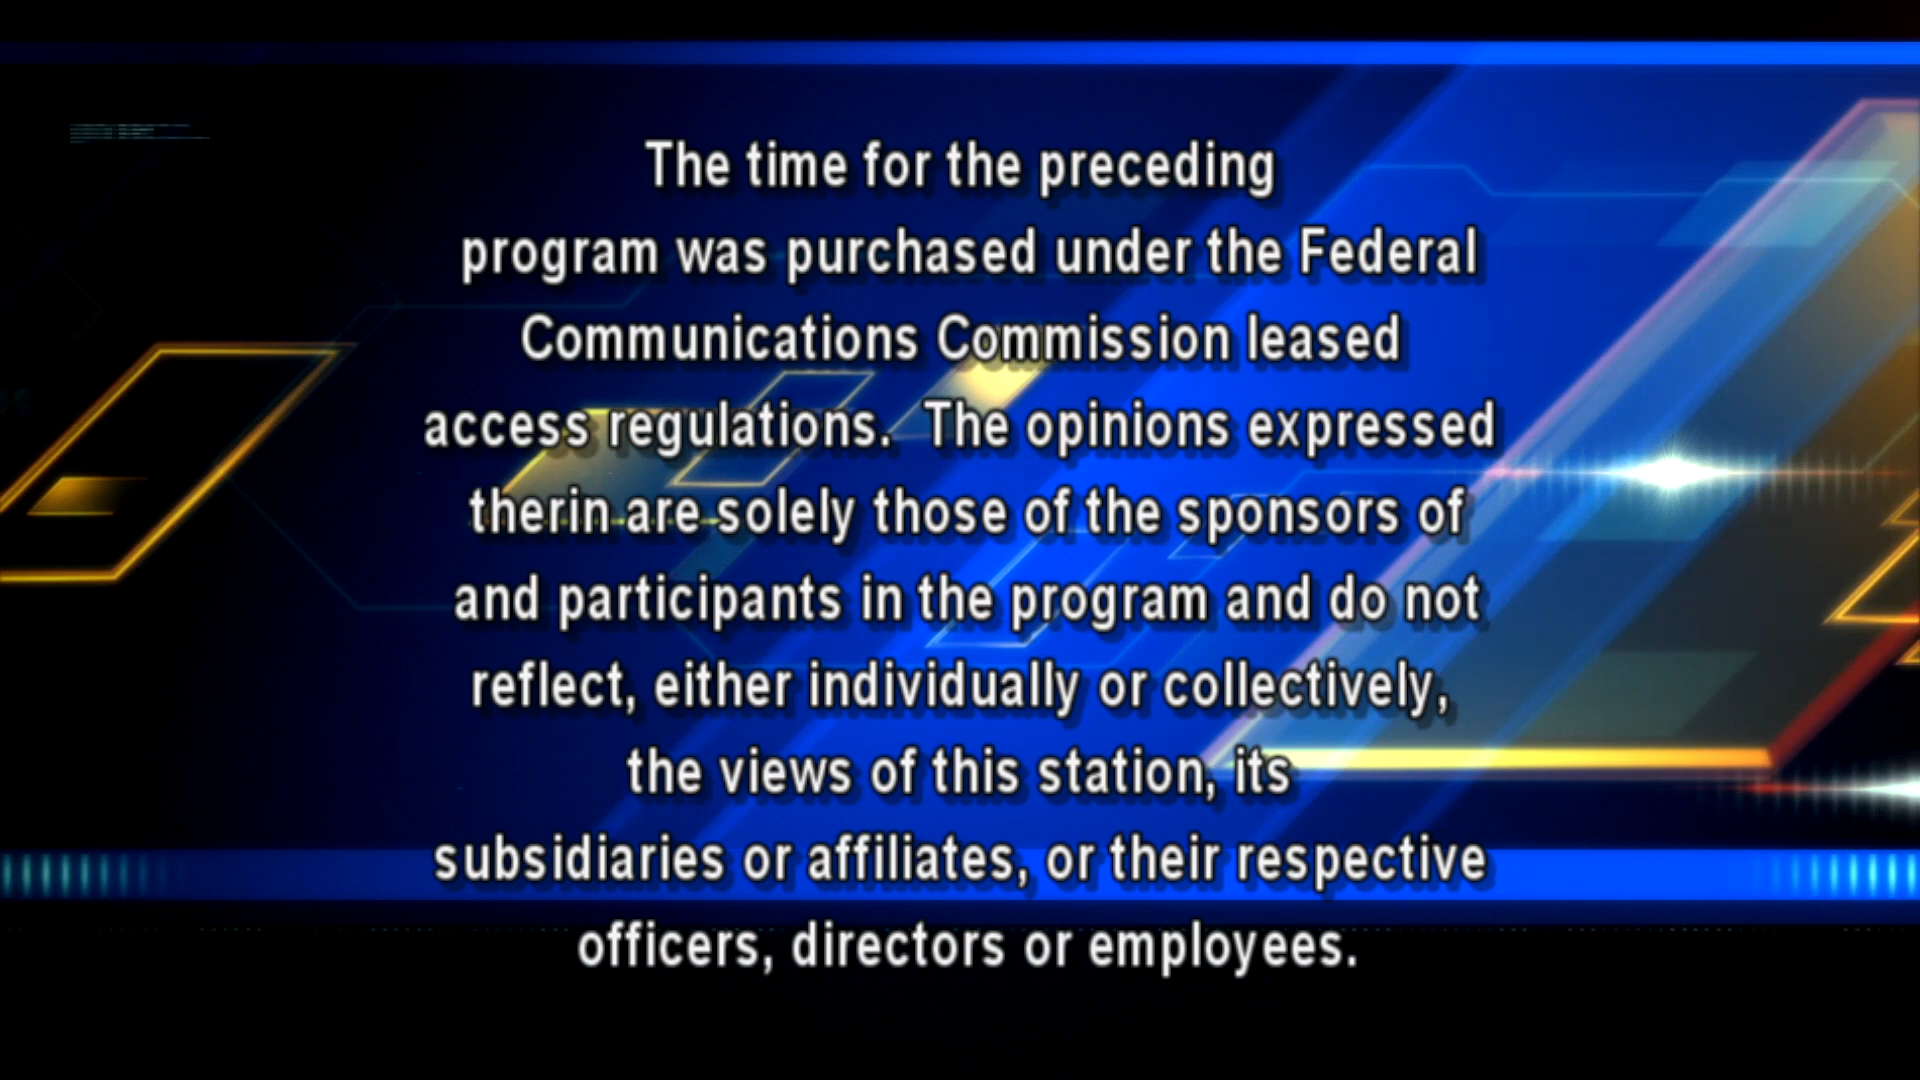 The time for the preceding
program was purchased under the Federal
Communications Commission leased
access regulations.  The opinions expressed
therin are solely those of the sponsors of
and participants in the program and do not
reflect, either individually or collectively,
the views of this station, its
subsidiaries or affiliates, or their respective
officers, directors or employees.